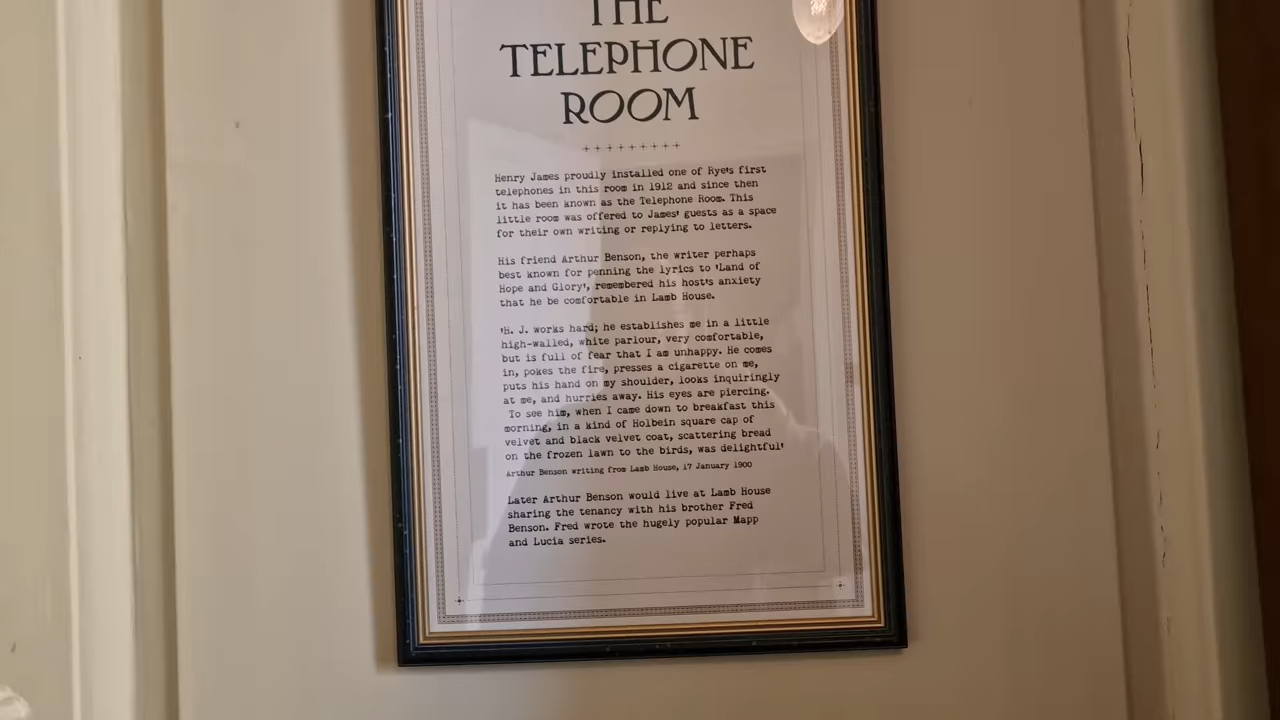 THE
TELEPHONE
ROOM
Henry James proudly installed one of Rye's first
telephones in this room in 1912 and since then
it has been known as the Telephone Room. This
little room was offered to James' guests as a space
for their own writing or replying to letters.
His friend Arthur Benson, the writer perhaps
best known for penning the lyrics to 'Land of
Hope and Glory', remembered his host's anxiety
that he be comfortable in Lamb House.
'H. J. works hard; he establishes me in a little
high-walled, white parlour, very comfortable,
but is full of fear that I am unhappy. He comes
in, pokes the fire, presses a cigarette on me,
puts his hand on my shoulder, looks inquiringly
at me, and hurries away. His eyes are piercing.
To see him, when I came down to breakfast this
morning, in a kind of Holbein square cap of
velvet and black velvet coat, scattering bread
on the frozen lawn to the birds, was delightful'
Arthur Benson writing from Lamb House, 17 January 1900
Later Arthur Benson would live at Lamb House
sharing the tenancy with his brother Fred
Benson. Fred wrote the hugely popular Mapp
and Lucia series.